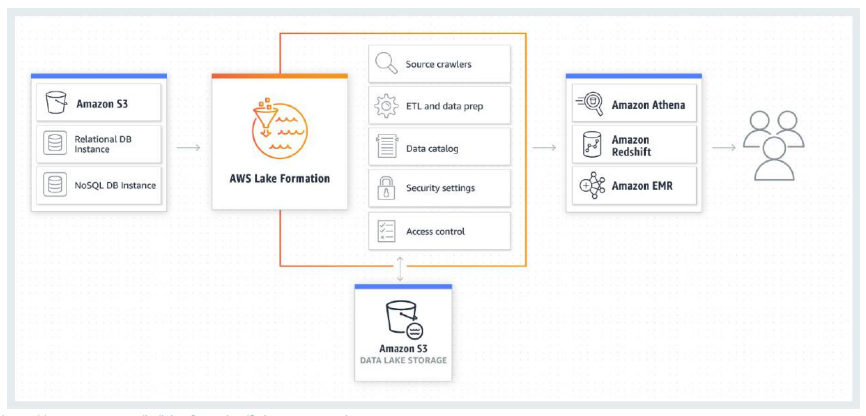 Amazon S3
Relational DB
Instance
NoSQL DB Instance
AWS Lake Formation
Source crawlers
ETL and data prep
Data catalog
Security settings
Access control
Amazon S3
DATA LAKE STORAGE
Amazon Athena
Amazon
Redshift
Amazon EMR